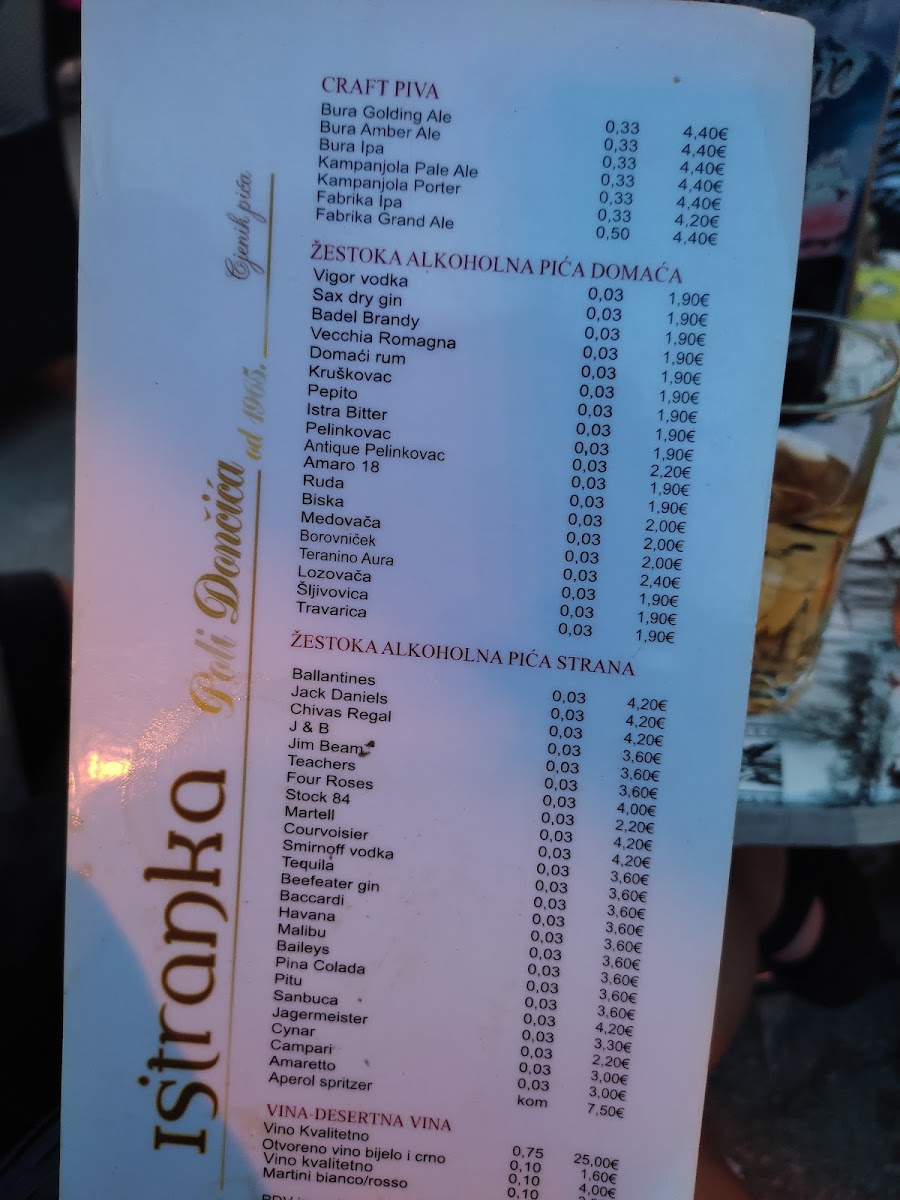 istranka
Poli Dončića
od 1965.
Cjenik pića
CRAFT PIVA
Bura Golding Ale 0,33 4,40€
Bura Amber Ale 0,33 4,40€
Bura Ipa 0,33 4,40€
Kampanjola Pale Ale 0,33 4,40€
Kampanjola Porter 0,33 4,40€
Fabrika Ipa 0,33 4,20€
Fabrika Grand Ale 0,50 4,40€
ŽESTOKA ALKOHOLNA PIĆA DOMAĆA
Vigor vodka 0,03 1,90€
Sax dry gin 0,03 1,90€
Badel Brandy 0,03 1,90€
Vecchia Romagna 0,03 1,90€
Domaći rum 0,03 1,90€
Kruškovac 0,03 1,90€
Pepito 0,03 1,90€
Istra Bitter 0,03 1,90€
Pelinkovac 0,03 1,90€
Antique Pelinkovac 0,03 2,20€
Amaro 18 0,03 1,90€
Ruda 0,03 1,90€
Biska 0,03 2,00€
Medovača 0,03 2,00€
Borovniček 0,03 2,00€
Teranino Aura 0,03 2,40€
Lozovača 0,03 1,90€
Šljivovica 0,03 1,90€
Travarica 0,03 1,90€
ŽESTOKA ALKOHOLNA PIĆA STRANA
Ballantines 0,03 4,20€
Jack Daniels 0,03 4,20€
Chivas Regal 0,03 4,20€
J & B 0,03 3,60€
Jim Beam 0,03 3,60€
Teachers 0,03 3,60€
Four Roses 0,03 4,00€
Stock 84 0,03 2,20€
Martell 0,03 4,20€
Courvoisier 0,03 4,20€
Smirnoff vodka 0,03 3,60€
Tequila 0,03 3,60€
Beefeater gin 0,03 3,60€
Baccardi 0,03 3,60€
Havana 0,03 3,60€
Malibu 0,03 3,60€
Baileys 0,03 3,60€
Pina Colada 0,03 3,60€
Pitu 0,03 3,60€
Sanbuca 0,03 4,20€
Jagermeister 0,03 3,30€
Cynar 0,03 2,20€
Campari 0,03 3,00€
Amaretto 0,03 3,00€
Aperol spritzer kom 7,50€
VINA-DESERTNA VINA
Vino Kvalitetno 0,75 25,00€
Otvoreno vino bijelo i crno 0,10 1,60€
Vino kvalitetno 0,10 4,00€
Martini bianco/rosso 0,10